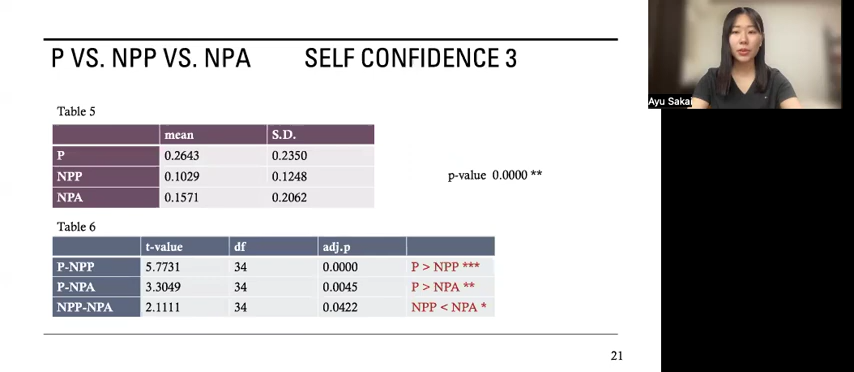 P VS. NPP VS. NPA SELF CONFIDENCE 3
Ayu Sakai
Table 5
mean S.D.
P 0.2643 0.2350
NPP 0.1029 0.1248
NPA 0.1571 0.2062
p-value 0.0000 **
Table 6
t-value df adj.p
P-NPP 5.7731 34 0.0000 P > NPP ***
P-NPA 3.3049 34 0.0045 P > NPA **
NPP-NPA 2.1111 34 0.0422 NPP < NPA *
21